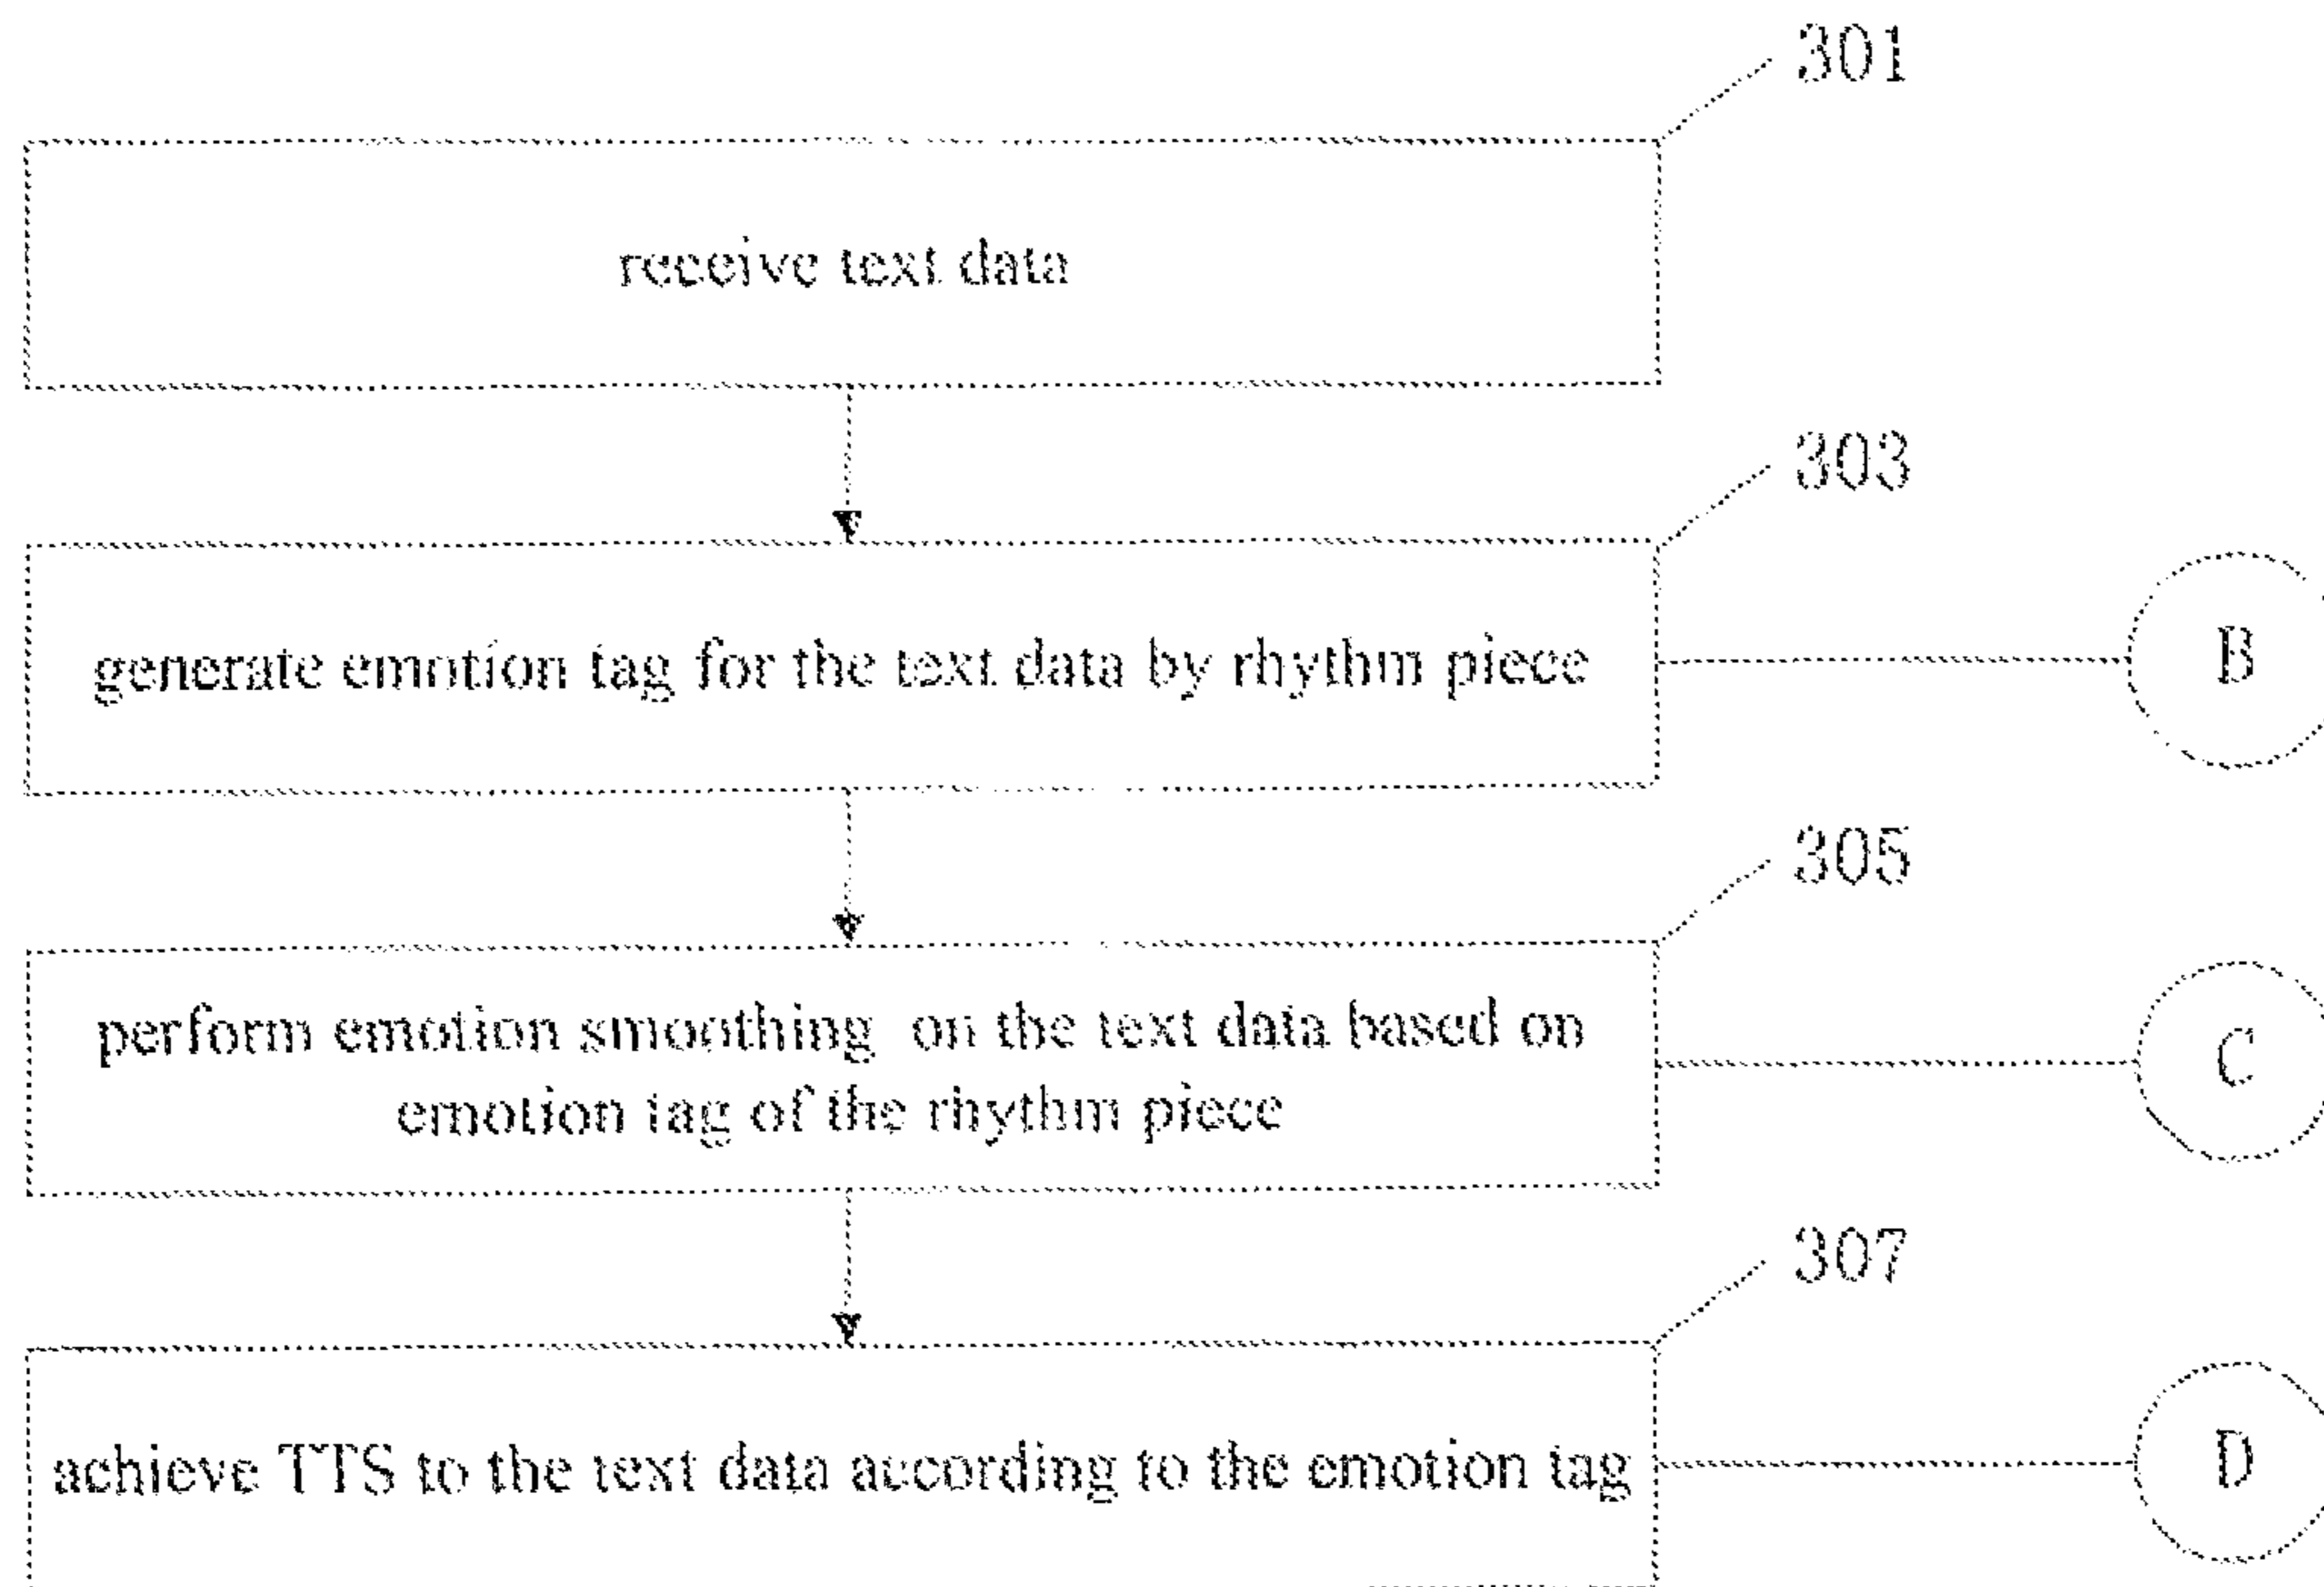 301
receive text data
303
generate emotion tag for the text data by rhythm piece
B
305
perform emotion smoothing on the text data based on
emotion tag of the rhythm piece
C
307
achieve TTS to the text data according to the emotion tag
D